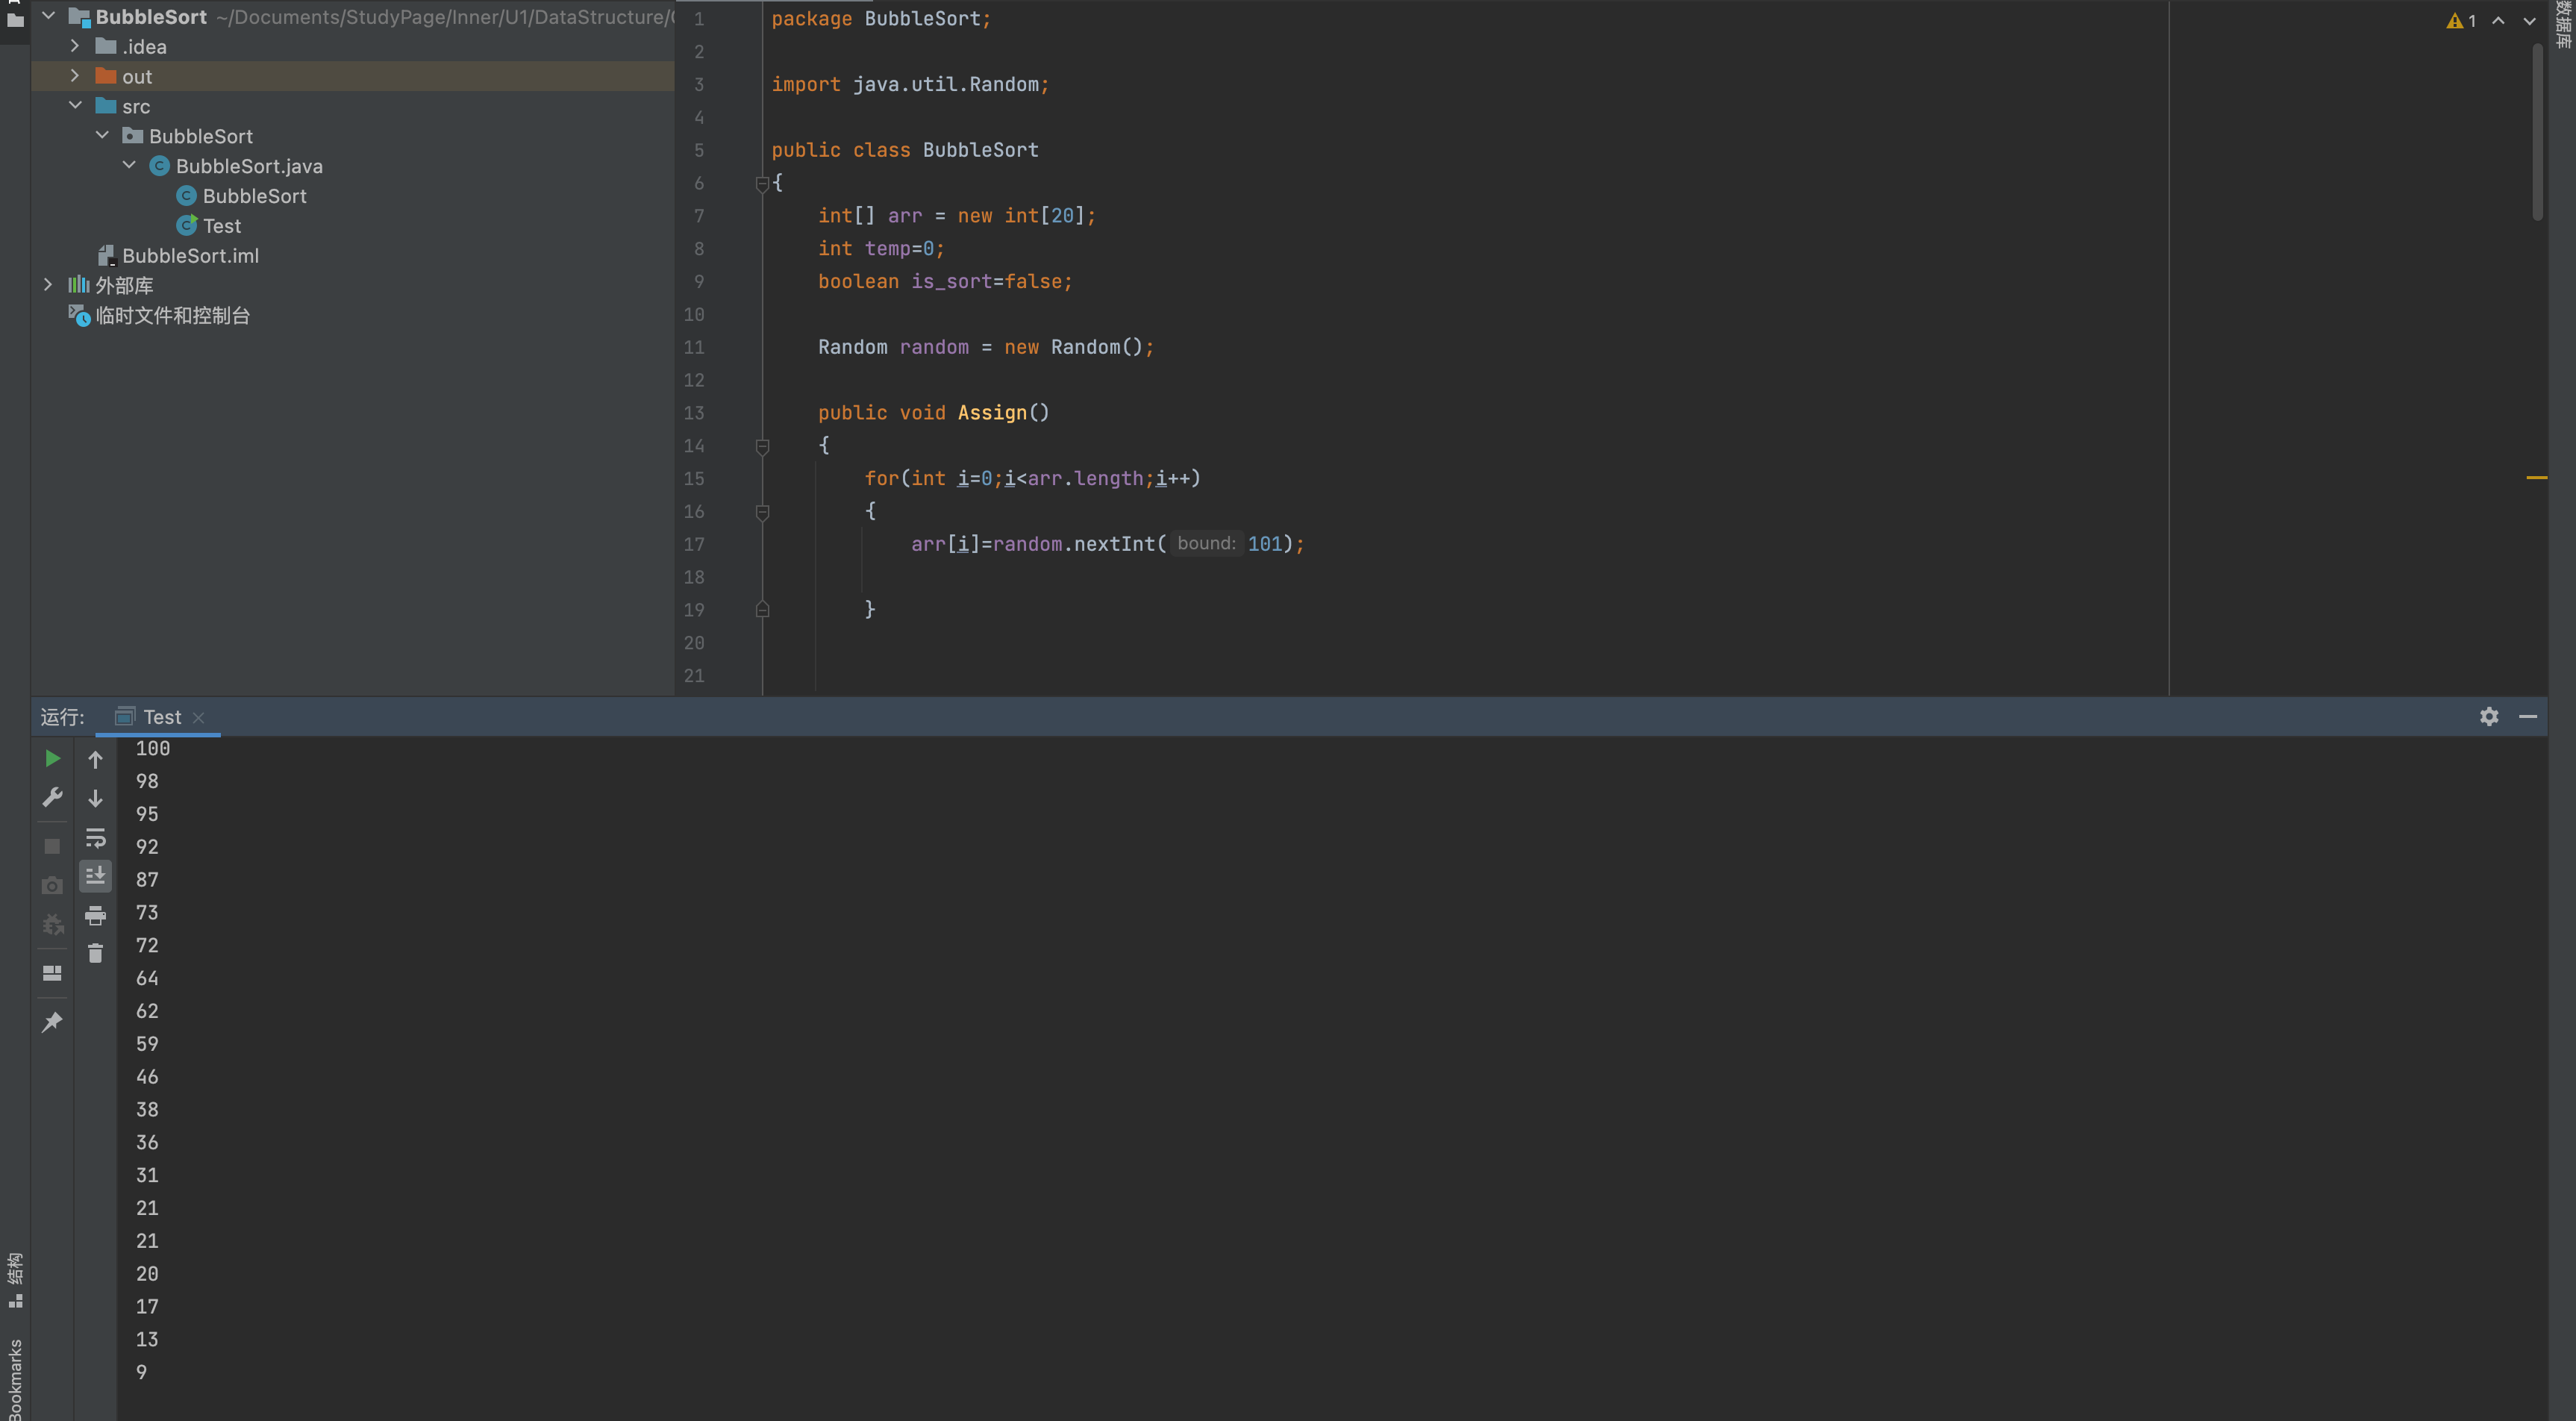 BubbleSort ~/Documents/StudyPage/Inner/U1/DataStructure/
.idea
out
src
BubbleSort
BubbleSort.java
BubbleSort
Test
BubbleSort.iml
外部库
临时文件和控制台
1 package BubbleSort;
2
3 import java.util.Random;
4
5 public class BubbleSort
6 {
7 int[] arr = new int[20];
8 int temp=0;
9 boolean is_sort=false;
10
11 Random random = new Random();
12
13 public void Assign()
14 {
15 for(int i=0;i<arr.length;i++)
16 {
17 arr[i]=random.nextInt( bound: 101);
18
19 }
20
21
1
数据库
运行: Test
100
98
95
92
87
73
72
64
62
59
46
38
36
31
21
21
20
17
13
9
结构
Bookmarks